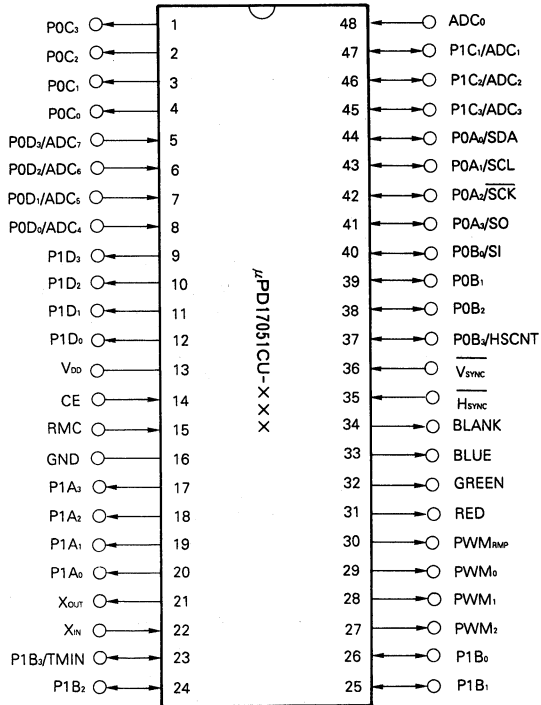 P0C₃ 1 48 ADC₀
P0C₂ 2 47 P1C₁/ADC₁
P0C₁ 3 46 P1C₂/ADC₂
P0C₀ 4 45 P1C₃/ADC₃
P0D₃/ADC₇ 5 44 P0A₀/SDA
P0D₂/ADC₆ 6 43 P0A₁/SCL
P0D₁/ADC₅ 7 42 P0A₂/S̅C̅K̅
P0D₀/ADC₄ 8 41 P0A₃/SO
P1D₃ 9 40 P0B₀/SI
P1D₂ 10 39 P0B₁
P1D₁ 11 38 P0B₂
P1D₀ 12 37 P0B₃/HSCNT
VDD 13 36 V̅S̅Y̅N̅C̅
CE 14 35 H̅S̅Y̅N̅C̅
RMC 15 34 BLANK
GND 16 33 BLUE
P1A₃ 17 32 GREEN
P1A₂ 18 31 RED
P1A₁ 19 30 PWMRMP
P1A₀ 20 29 PWM₀
XOUT 21 28 PWM₁
XIN 22 27 PWM₂
P1B₃/TMIN 23 26 P1B₀
P1B₂ 24 25 P1B₁
μPD17051CU-×××